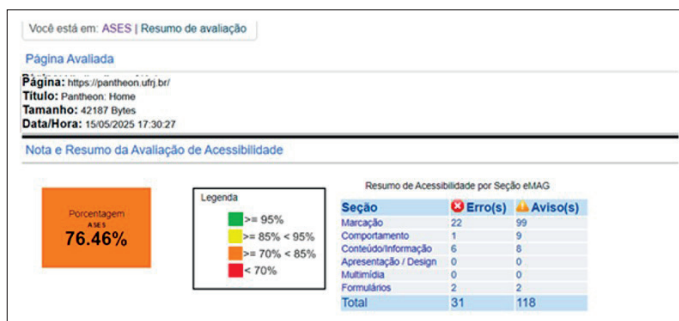 Você está em: ASES | Resumo de avaliação
Página Avaliada
Página: https://pantheon.ufrj.br/
Título: Pantheon: Home
Tamanho: 42187 Bytes
Data/Hora: 15/05/2025 17:30:27
Nota e Resumo da Avaliação de Acessibilidade
Porcentagem
ASES
76.46%
Legenda
>= 95%
>= 85% < 95%
>= 70% < 85%
< 70%
Resumo de Acessibilidade por Seção eMAG
Seção Erro(s) Aviso(s)
Marcação 22 99
Comportamento 1 9
Conteúdo/Informação 6 8
Apresentação / Design 0 0
Multimídia 0 0
Formulários 2 2
Total 31 118